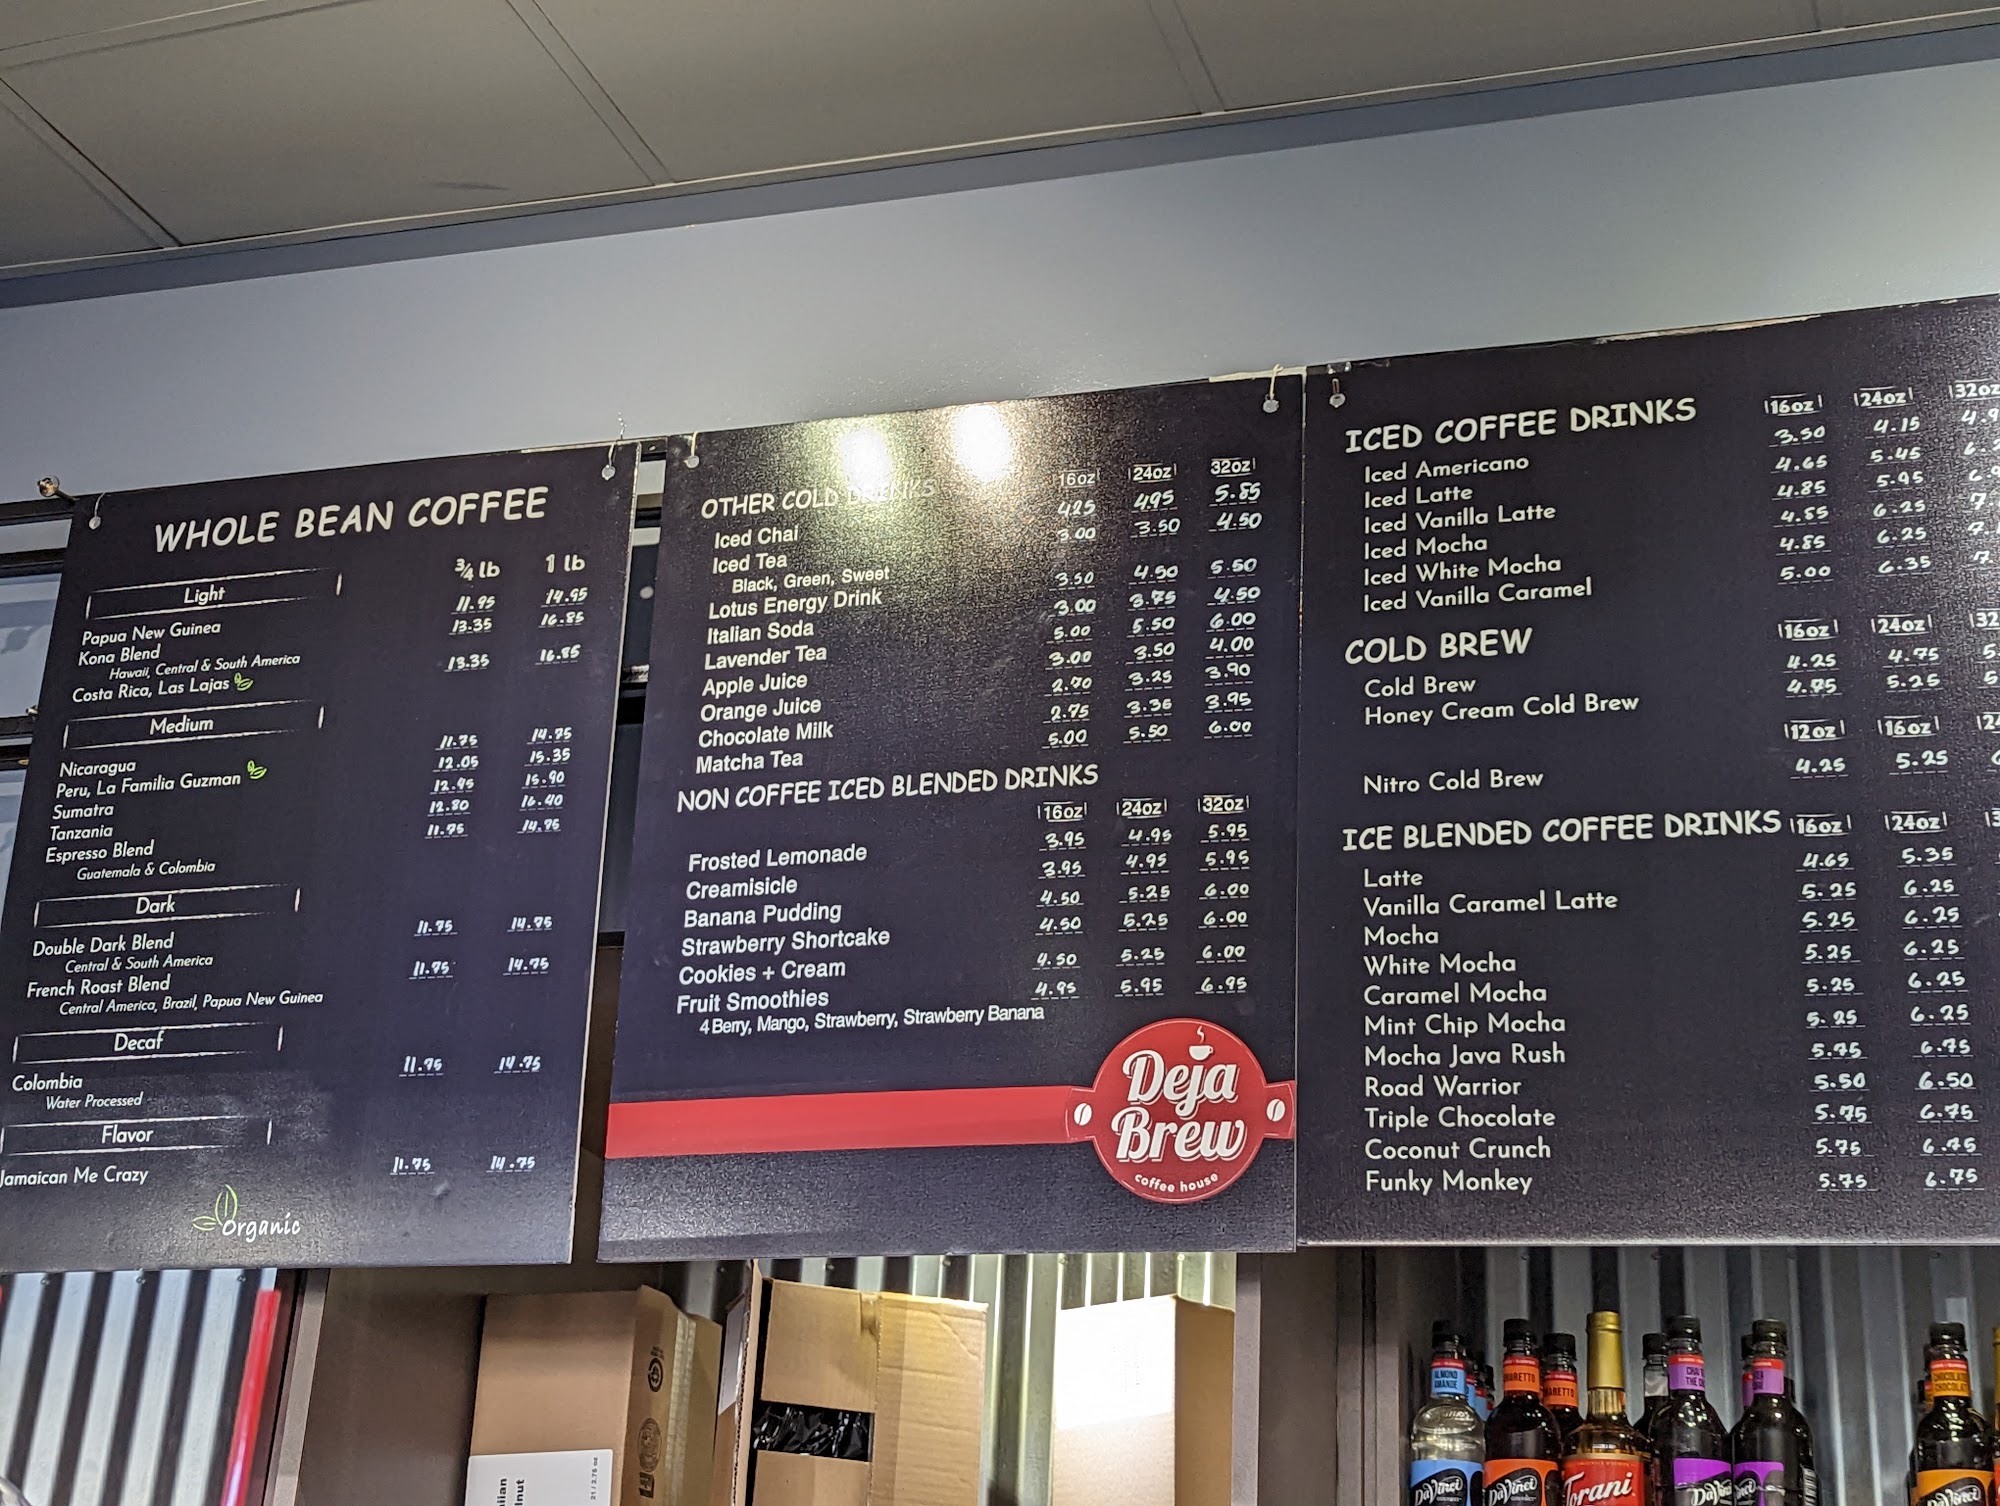 WHOLE BEAN COFFEE
3/4 lb 1 lb
Light
Papua New Guinea 11.95 14.95
Kona Blend 13.35 16.85
Hawaii, Central & South America
Costa Rica, Las Lajas 13.35 16.85
Medium
Nicaragua 11.75 14.75
Peru, La Familia Guzman 12.05 15.35
Sumatra 12.45 15.90
Tanzania 12.80 16.40
Espresso Blend 11.75 14.75
Guatemala & Colombia
Dark
Double Dark Blend 11.75 14.75
Central & South America
French Roast Blend 11.75 14.75
Central America, Brazil, Papua New Guinea
Decaf
Colombia 11.75 14.75
Water Processed
Flavor
Jamaican Me Crazy 11.75 14.75
Organic
OTHER COLD DRINKS 16oz 24oz 32oz
Iced Chai 4.25 4.95 5.85
Iced Tea 3.00 3.50 4.50
Black, Green, Sweet
Lotus Energy Drink 3.50 4.50 5.50
Italian Soda 3.00 3.75 4.50
Lavender Tea 5.00 5.50 6.00
Apple Juice 3.00 3.50 4.00
Orange Juice 2.70 3.25 3.90
Chocolate Milk 2.75 3.35 3.95
Matcha Tea 5.00 5.50 6.00
NON COFFEE ICED BLENDED DRINKS
16oz 24oz 32oz
Frosted Lemonade 3.95 4.95 5.95
Creamisicle 3.95 4.95 5.95
Banana Pudding 4.50 5.25 6.00
Strawberry Shortcake 4.50 5.25 6.00
Cookies + Cream 4.50 5.25 6.00
Fruit Smoothies 4.95 5.95 6.95
4 Berry, Mango, Strawberry, Strawberry Banana
Deja
Brew
coffee house
ICED COFFEE DRINKS 16oz 24oz 32oz
Iced Americano 3.50 4.15
Iced Latte 4.65 5.45
Iced Vanilla Latte 4.85 5.95
Iced Mocha 4.85 6.25
Iced White Mocha 4.85 6.25
Iced Vanilla Caramel 5.00 6.35
COLD BREW 16oz 24oz
Cold Brew 4.25 4.75
Honey Cream Cold Brew 4.75 5.25
12oz 16oz
Nitro Cold Brew 4.25 5.25
ICE BLENDED COFFEE DRINKS 16oz 24oz
Latte 4.65 5.35
Vanilla Caramel Latte 5.25 6.25
Mocha 5.25 6.25
White Mocha 5.25 6.25
Caramel Mocha 5.25 6.25
Mint Chip Mocha 5.25 6.25
Mocha Java Rush 5.75 6.75
Road Warrior 5.50 6.50
Triple Chocolate 5.75 6.75
Coconut Crunch 5.75 6.75
Funky Monkey 5.75 6.75
DaVinci
DaVinci
Torani
DaVinci